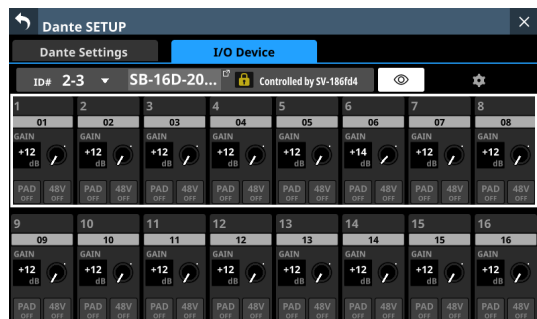 Dante SETUP
Dante Settings I/O Device
ID# 2-3 SB-16D-20... Controlled by SV-186fd4
1 2 3 4 5 6 7 8
01 02 03 04 05 06 07 08
GAIN GAIN GAIN GAIN GAIN GAIN GAIN GAIN
+12 +12 +12 +12 +12 +14 +12 +12
dB dB dB dB dB dB dB dB
PAD 48V PAD 48V PAD 48V PAD 48V PAD 48V PAD 48V PAD 48V PAD 48V
OFF OFF OFF OFF OFF OFF OFF OFF OFF OFF OFF OFF OFF OFF OFF OFF
9 10 11 12 13 14 15 16
09 10 11 12 13 14 15 16
GAIN GAIN GAIN GAIN GAIN GAIN GAIN GAIN
+12 +12 +12 +12 +12 +12 +12 +12
dB dB dB dB dB dB dB dB
PAD 48V PAD 48V PAD 48V PAD 48V PAD 48V PAD 48V PAD 48V PAD 48V
OFF OFF OFF OFF OFF OFF OFF OFF OFF OFF OFF OFF OFF OFF OFF OFF